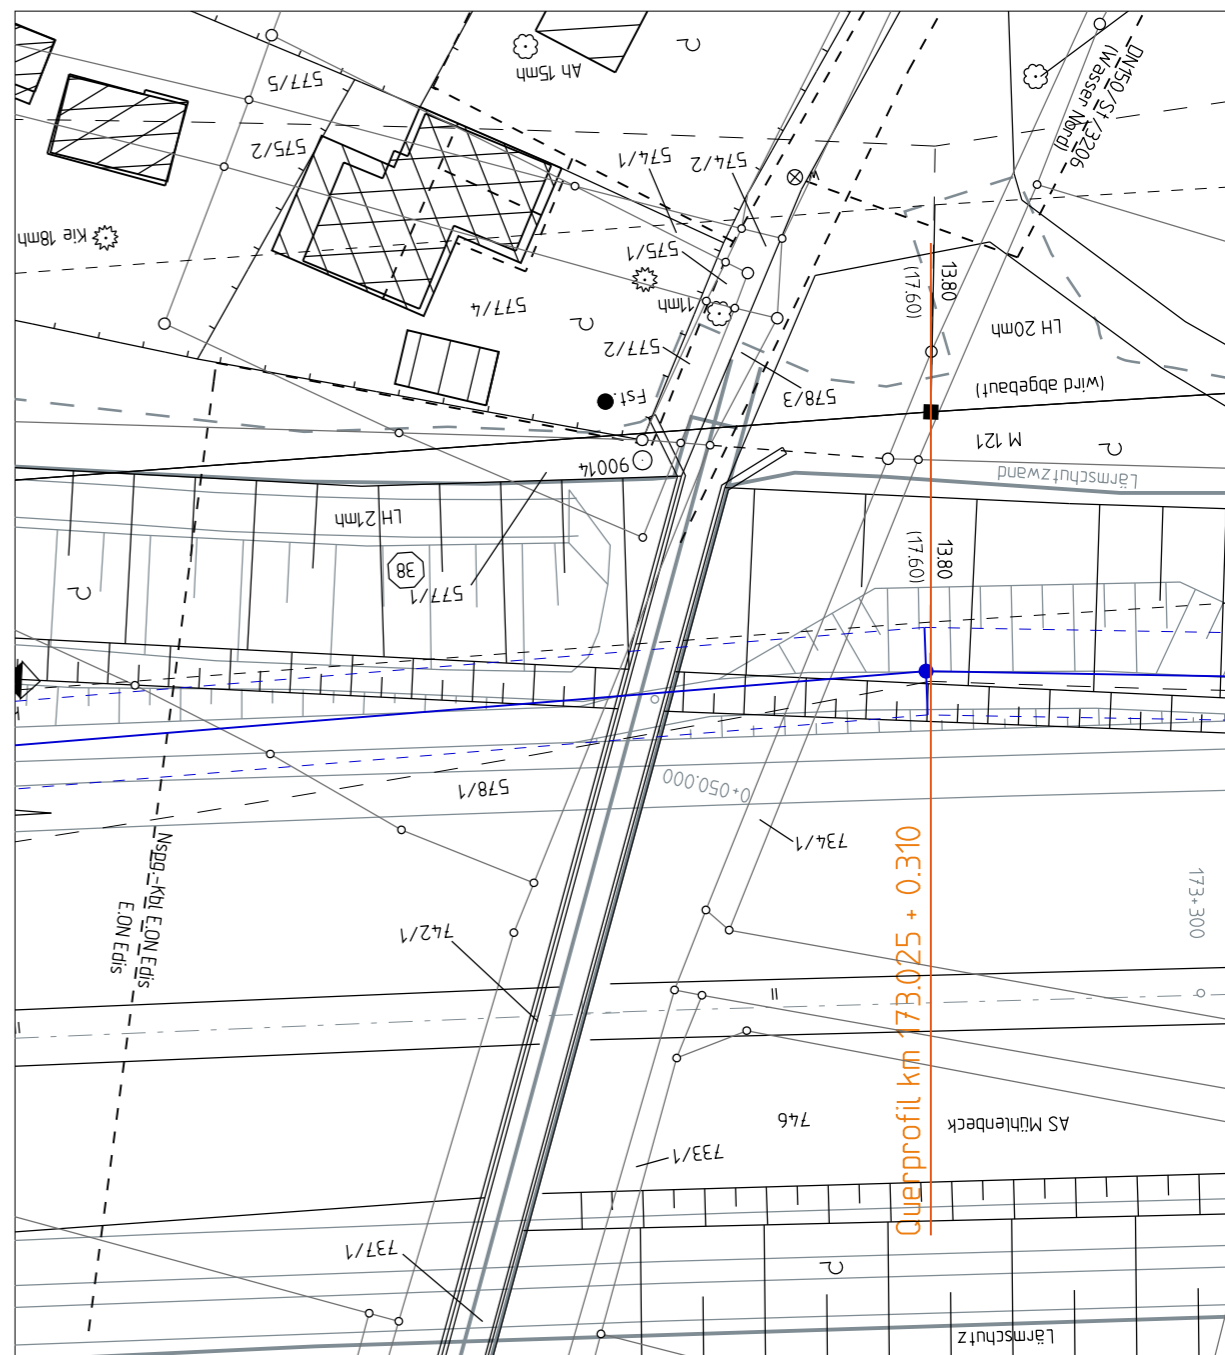 577/5
575/2
Ah 15mh
574/1
574/2
DN150/St/3206
(Wasser Nord)
Kie 18mh
575/1
577/4
11mh
577/2
13.80
(17.60)
LH 20mh
(wird abgebaut)
578/3
Fst.
M 121
90014
Lärmschutzwand
LH 21mh
38
577/1
13.80
(17.60)
578/1
0+050.000
734/1
Querprofil km 173.025 + 0.310
173+300
Nspg.-Kbl E.ON Edis
E.ON Edis
742/1
II
II
746
AS Mühlenbeck
733/1
737/1
Lärmschutz